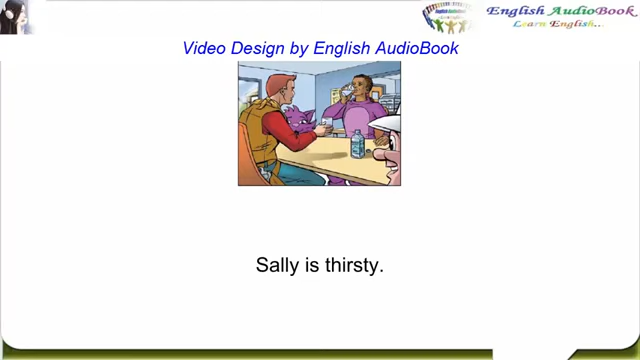 English AudioBook
Learn English...
Video Design by English AudioBook
Sally is thirsty.